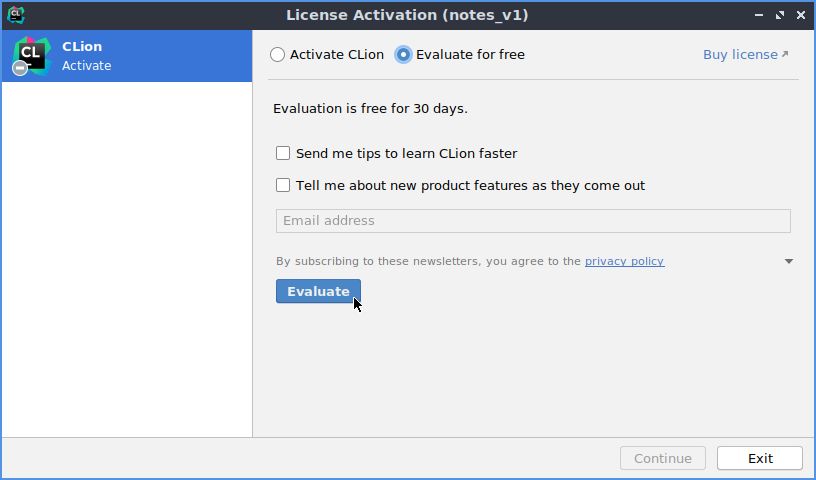 License Activation (notes_v1)
CL
CLion
Activate
Activate CLion
Evaluate for free
Buy license
Evaluation is free for 30 days.
Send me tips to learn CLion faster
Tell me about new product features as they come out
Email address
By subscribing to these newsletters, you agree to the privacy policy
Evaluate
Continue
Exit